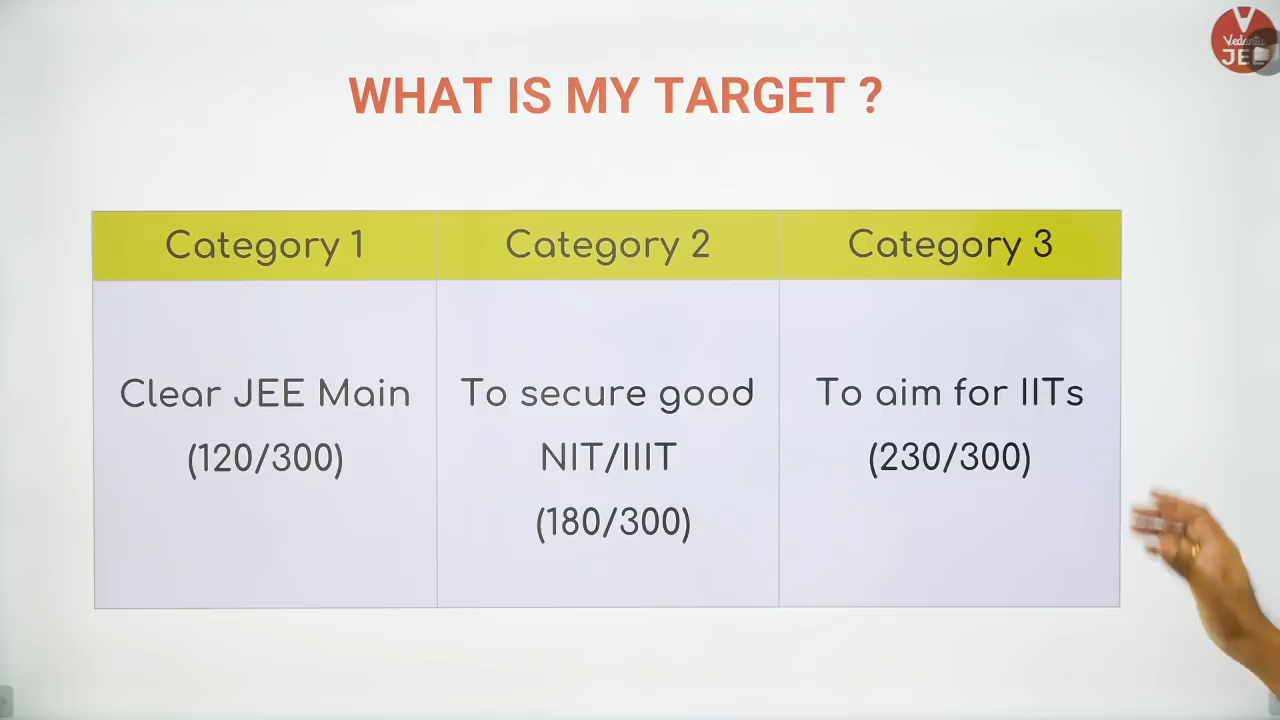 Vedantu
JEE
WHAT IS MY TARGET ?
Category 1
Category 2
Category 3
Clear JEE Main
(120/300)
To secure good
NIT/IIIT
(180/300)
To aim for IITs
(230/300)